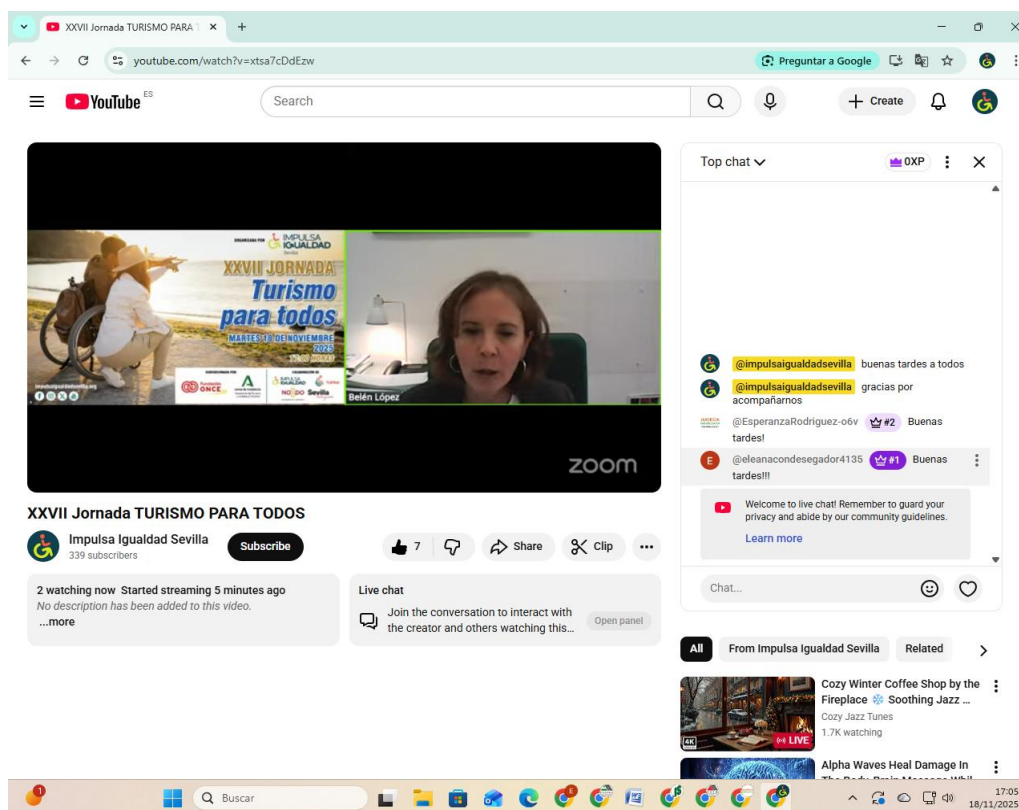 XXVII Jornada TURISMO PARA T
youtube.com/watch?v=xtsa7cDdEzw
Preguntar a Google
YouTube ES
Search
Create
ORGANIZADA POR
IMPULSA
IGUALDAD
Sevilla
XXVII JORNADA
Turismo
para todos
MARTES 18 DE NOVIEMBRE
2025
Fundación
ONCE
NO DO Sevilla
impulsaigualdadsevilla.org
Belén López
zoom
XXVII Jornada TURISMO PARA TODOS
Impulsa Igualdad Sevilla
339 subscribers
Subscribe
7
Share
Clip
2 watching now Started streaming 5 minutes ago
No description has been added to this video.
...more
Live chat
Join the conversation to interact with
the creator and others watching this...
Open panel
Top chat
0XP
@impulsaigualdadsevilla buenas tardes a todos
@impulsaigualdadsevilla gracias por
acompañarnos
@EsperanzaRodriguez-o6v #2 Buenas
tardes!
E @eleanacondesegador4135 #1 Buenas
tardes!!!
Welcome to live chat! Remember to guard your
privacy and abide by our community guidelines.
Learn more
Chat...
All
From Impulsa Igualdad Sevilla
Related
4K
LIVE
Cozy Winter Coffee Shop by the
Fireplace ❄️ Soothing Jazz ...
Cozy Jazz Tunes
1.7K watching
Alpha Waves Heal Damage In
1
Buscar
17:05
18/11/2025